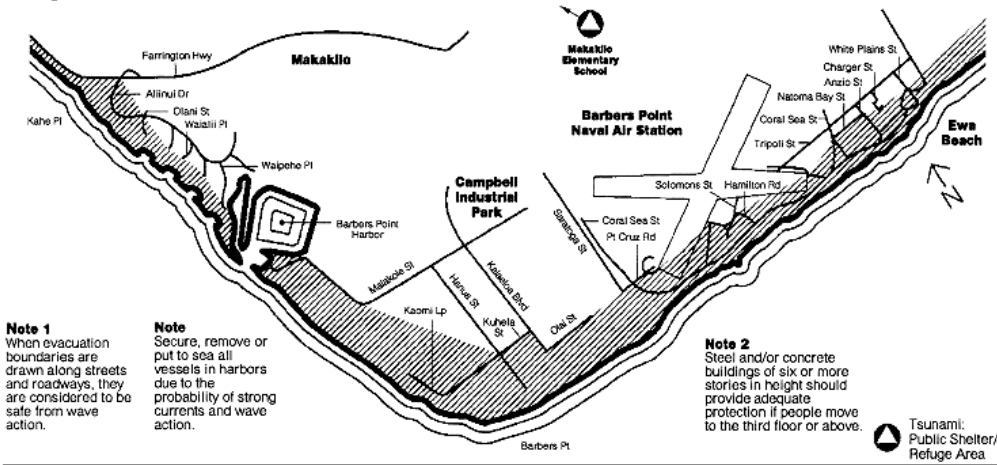 Makakilo
Elementary
School
White Plains St
Charger St
Anzio St
Natoma Bay St
Coral Sea St
Tripoli St
Farrington Hwy
Makakilo
Aliinui Dr
Olani St
Waialii Pl
Kahe Pt
Waipehe Pl
Barbers Point
Naval Air Station
Ewa
Beach
N
Solomons St
Hamilton Rd
Campbell
Industrial
Park
Barbers Point
Harbor
Saratoga St
Coral Sea St
Pt Cruz Rd
Malakole St
Hanua St
Kalaeloa Blvd
Kaomi Lp
Kuhela
St
Olai St
Note 1
When evacuation
boundaries are
drawn along streets
and roadways, they
are considered to be
safe from wave
action.
Note
Secure, remove or
put to sea all
vessels in harbors
due to the
probability of strong
currents and wave
action.
Note 2
Steel and/or concrete
buildings of six or more
stories in height should
provide adequate
protection if people move
to the third floor or above.
Barbers Pt
Tsunami:
Public Shelter/
Refuge Area